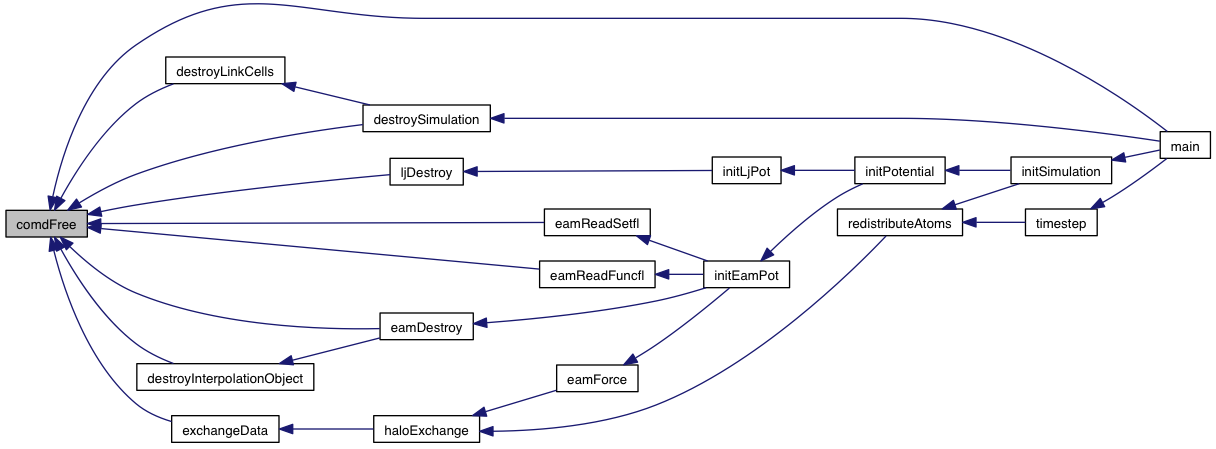 destroyLinkCells
destroySimulation
main
ljDestroy
initLjPot
initPotential
initSimulation
comdFree
eamReadSetfl
redistributeAtoms
timestep
eamReadFuncfl
initEamPot
eamDestroy
destroyInterpolationObject
eamForce
exchangeData
haloExchange